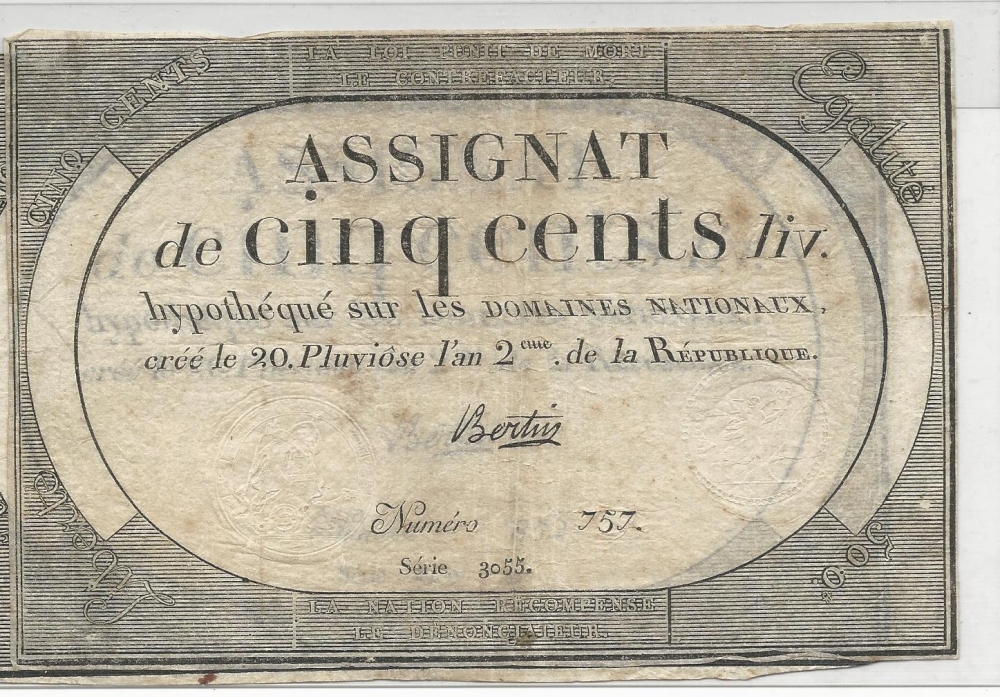 LA LOI PUNIT DE MORT
LE CONTREFACTEUR.
CINQ CENTS
Egalité
ASSIGNAT
de cinq cents liv.
hypothéqué sur les DOMAINES NATIONAUX,
créé le 20. Pluviôse l'an 2eme. de la RÉPUBLIQUE.
Bertin
Numéro 757.
Série 3055.
Liberté
500.
LA NATION RECOMPENSE
LE DÉNONCIATEUR.